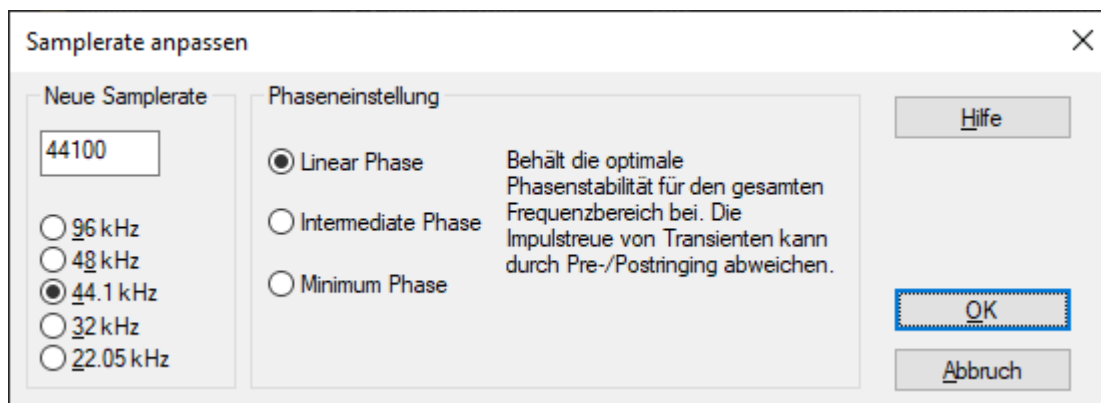 Samplerate anpassen
Neue Samplerate
44100
96 kHz
48 kHz
44.1 kHz
32 kHz
22.05 kHz
Phaseneinstellung
Linear Phase
Intermediate Phase
Minimum Phase
Behält die optimale
Phasenstabilität für den gesamten
Frequenzbereich bei. Die
Impulstreue von Transienten kann
durch Pre-/Postringing abweichen.
Hilfe
OK
Abbruch